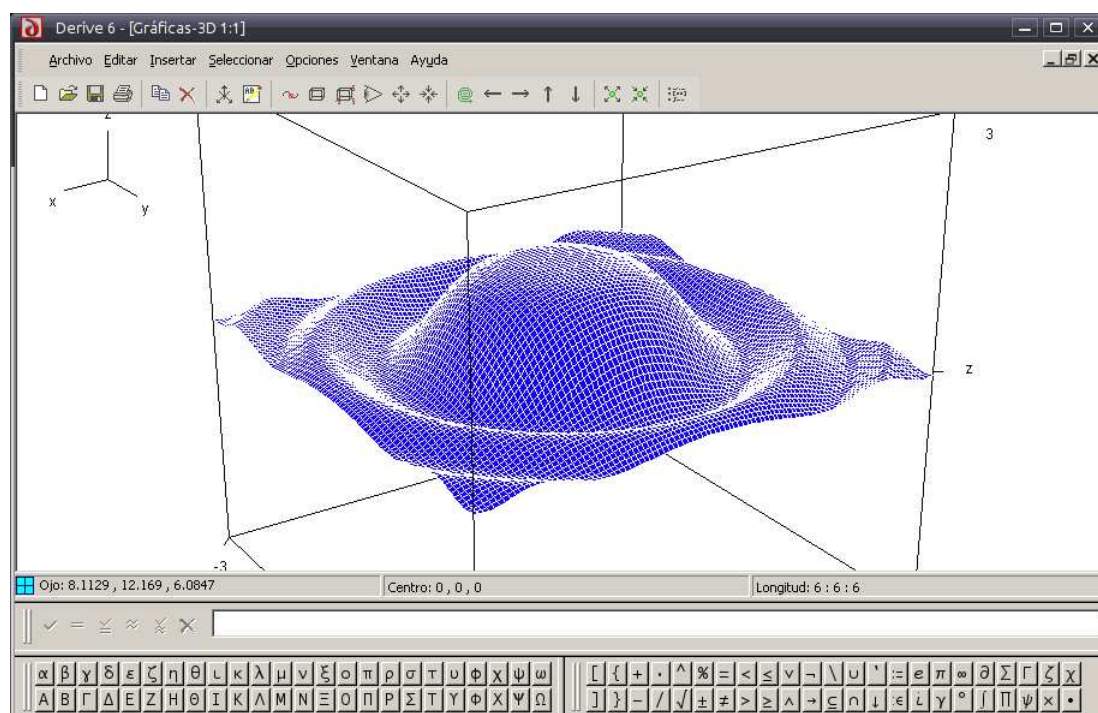 Derive 6 - [Gráficas-3D 1:1]
Archivo Editar Insertar Seleccionar Opciones Ventana Ayuda
z
3
x
y
z
-3
Ojo: 8.1129 , 12.169 , 6.0847 Centro: 0 , 0 , 0 Longitud: 6 : 6 : 6
✓ = ≈
α β γ δ ε ζ η θ ι κ λ μ ν ξ ο π ρ σ τ υ φ χ ψ ω [ { + · ^ % = < ≤ ∨ ¬ \ ∪ ' := e π ∞ ∂ ∑ Γ ζ χ
Α Β Γ Δ Ε Ζ Η Θ Ι Κ Λ Μ Ν Ξ Ο Π Ρ Σ Τ Υ Φ Χ Ψ Ω ] } − / √ ± ≠ > ≥ ∧ → ⊆ ∩ ↓ :∈ i γ ° ∫ ∏ ψ × •